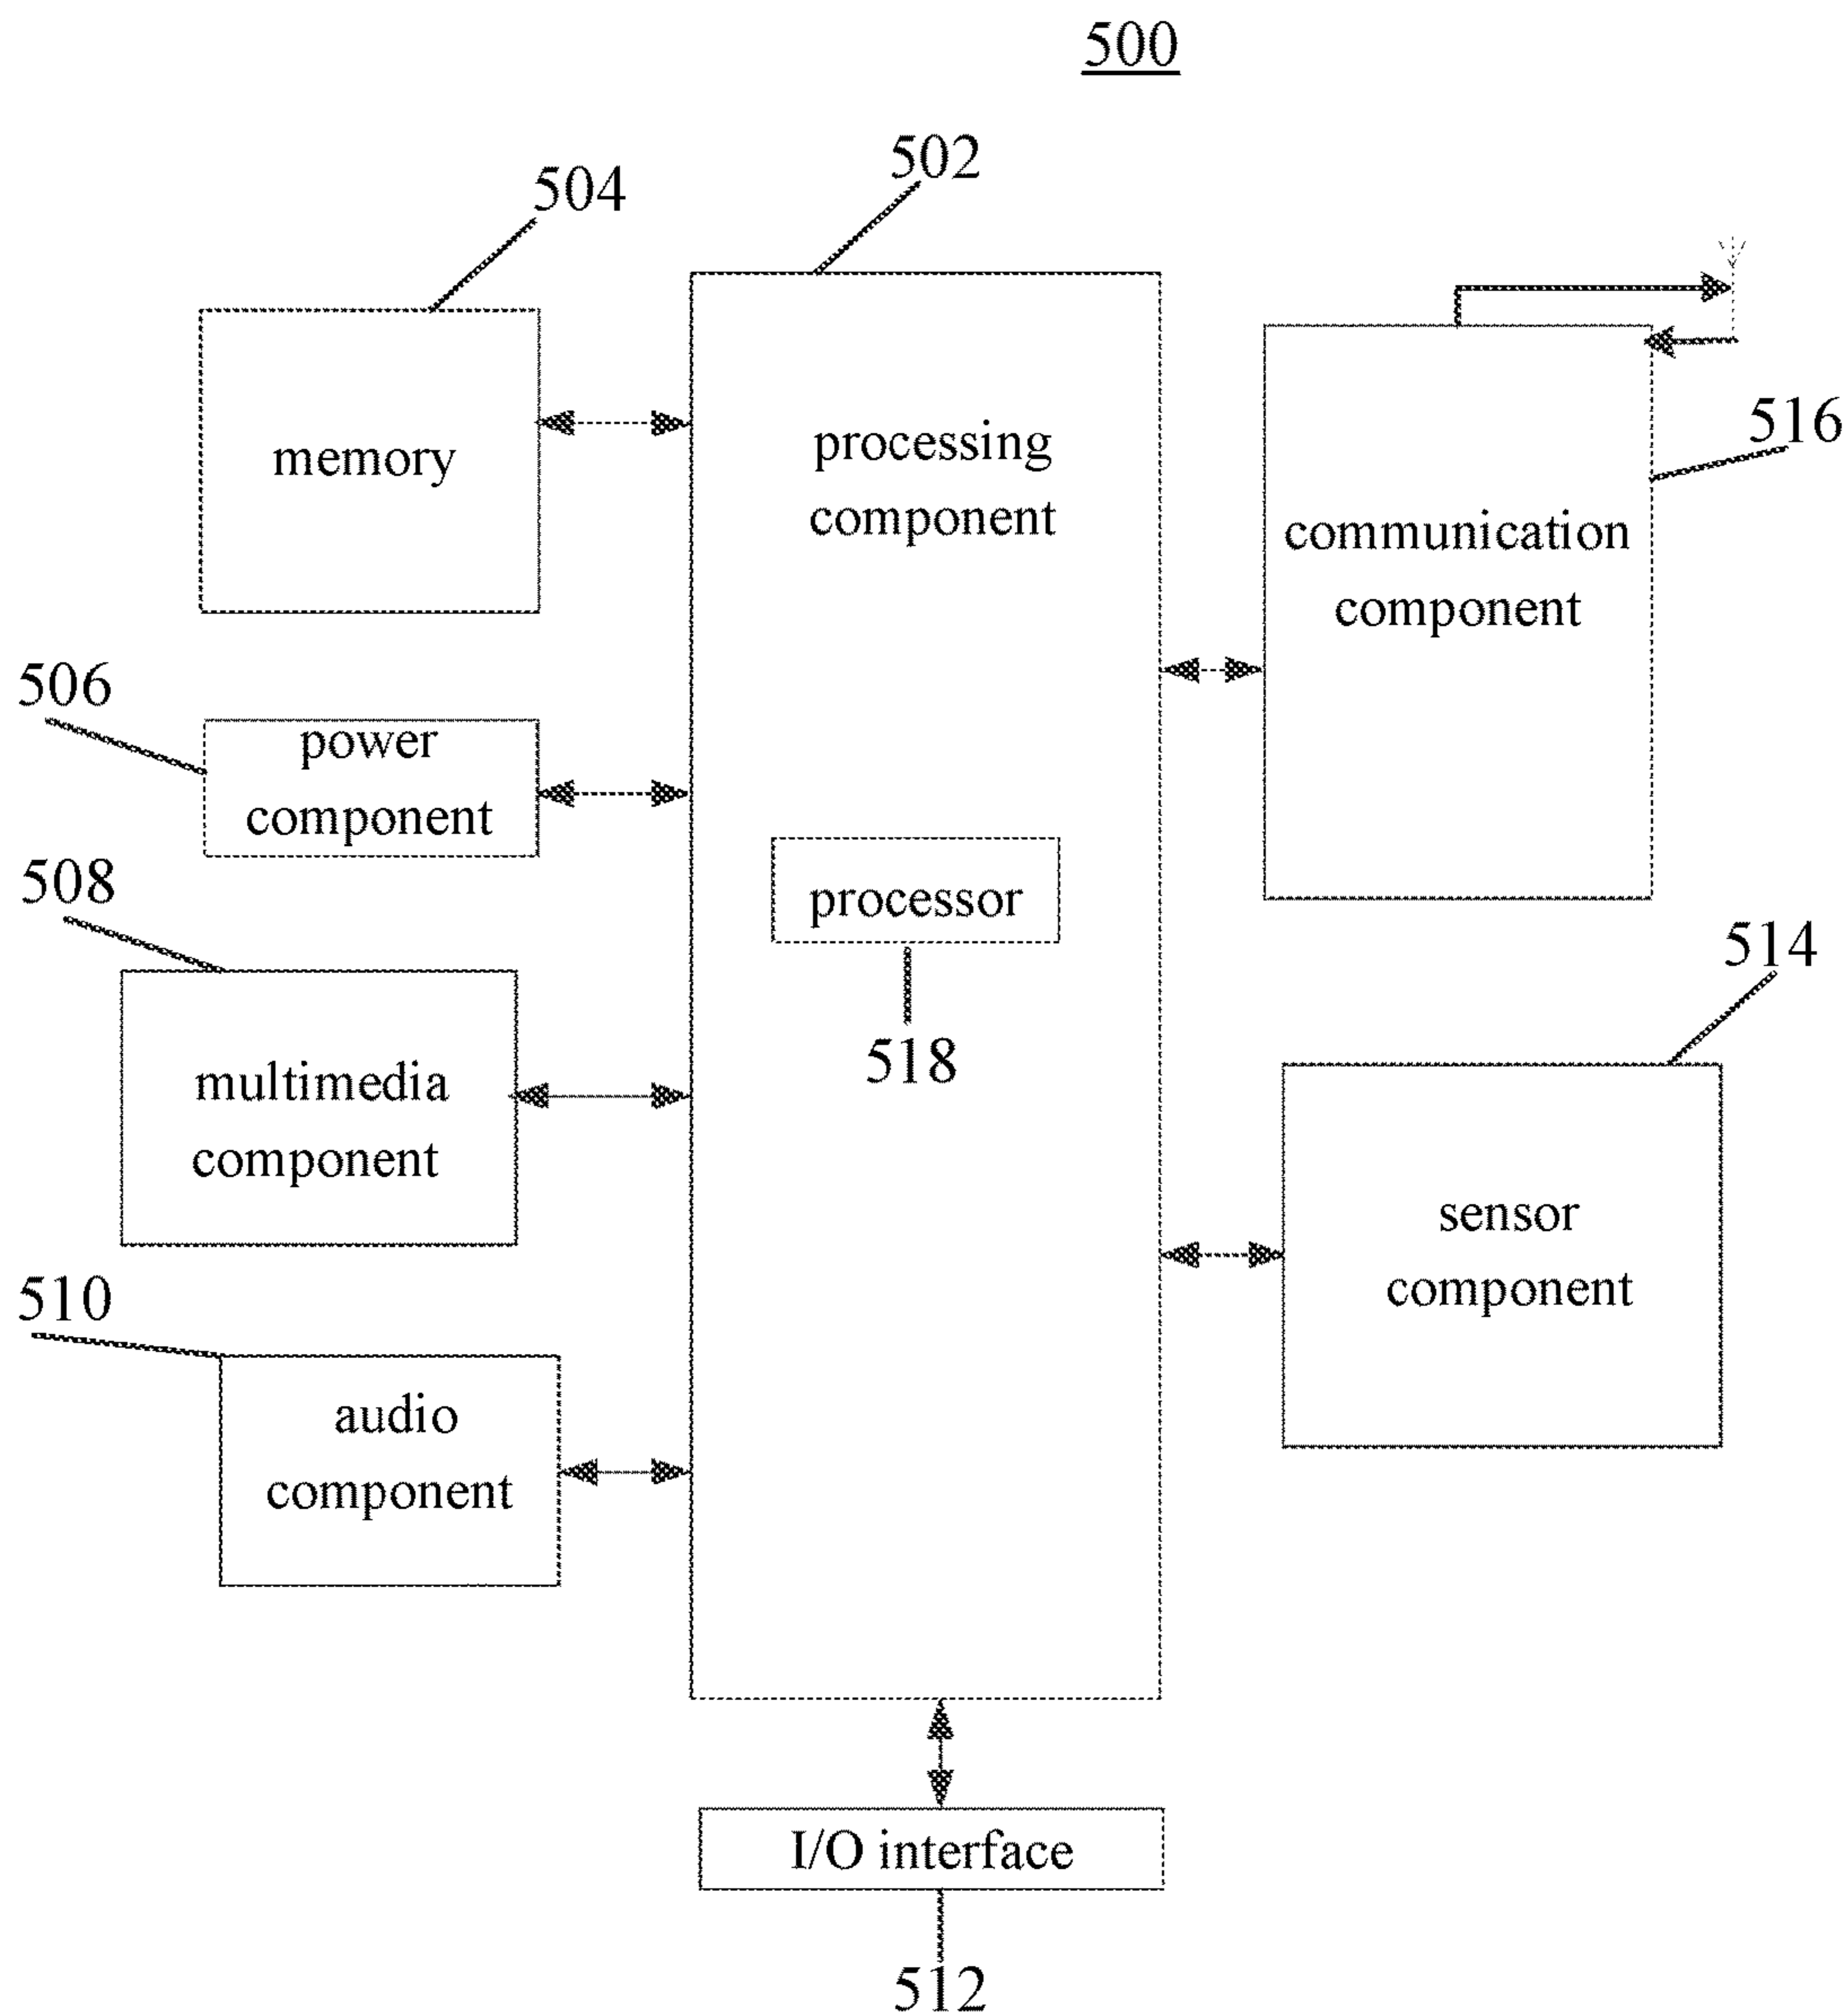 500
502
504
memory
processing
component
516
communication
component
506
power
component
508
processor
518
514
multimedia
component
sensor
component
510
audio
component
I/O interface
512